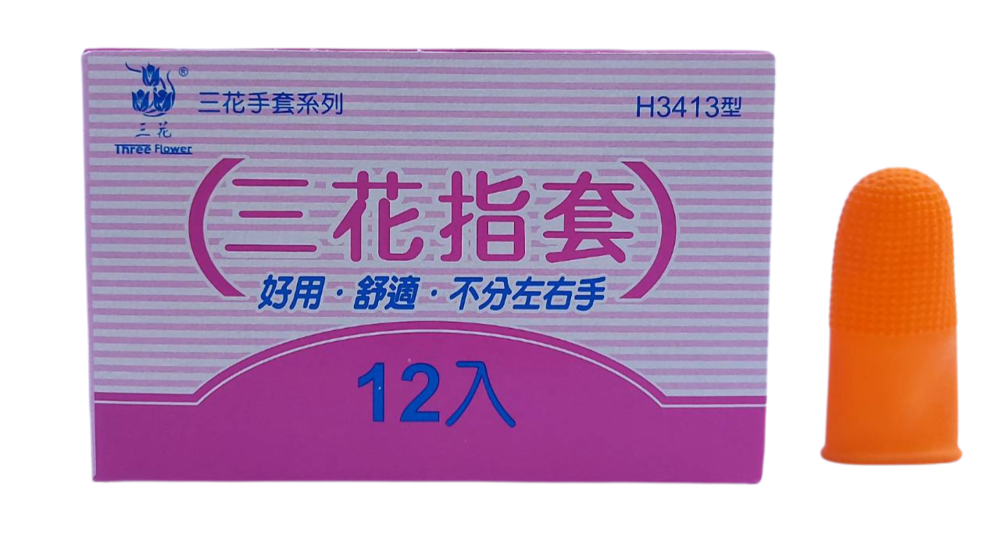 三花手套系列
H3413型
®
三花
Three Flower
三花指套
好用·舒適·不分左右手
12入